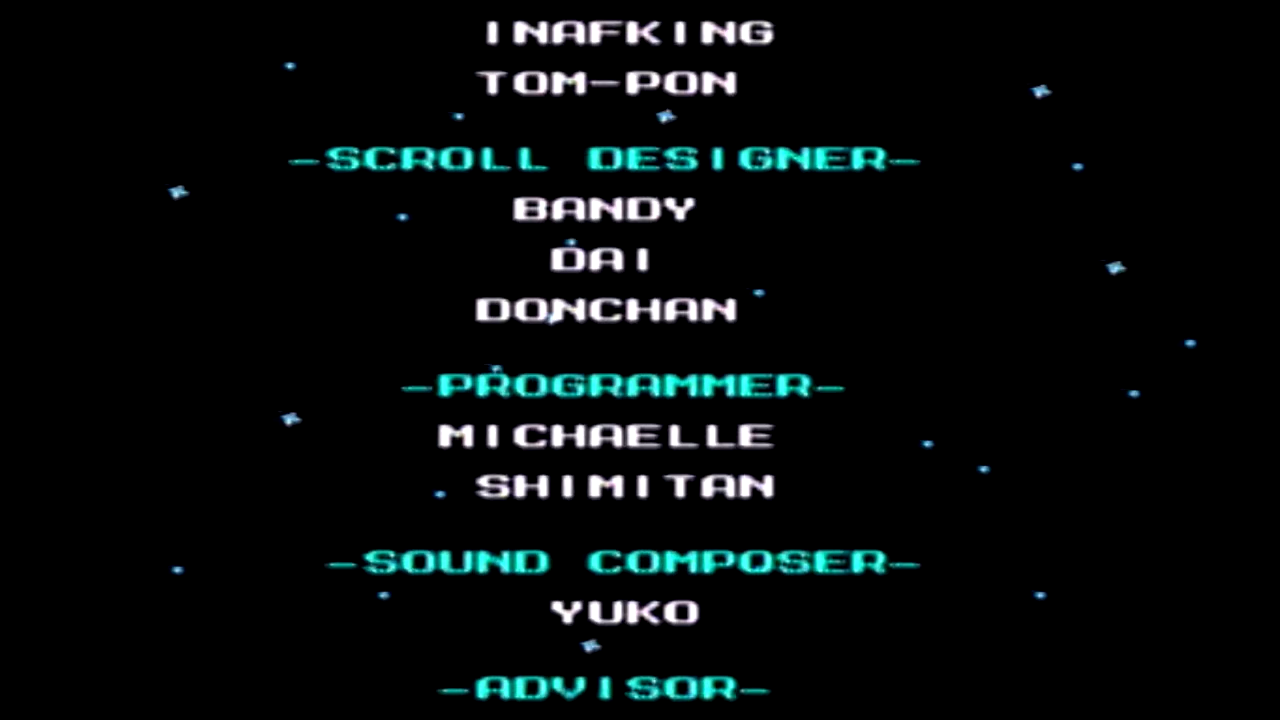 INAFKING
TOM-PON
-SCROLL DESIGNER-
BANDY
DAI
DONCHAN
-PROGRAMMER-
MICHAELLE
SHIMITAN
-SOUND COMPOSER-
YUKO
-ADVISOR-